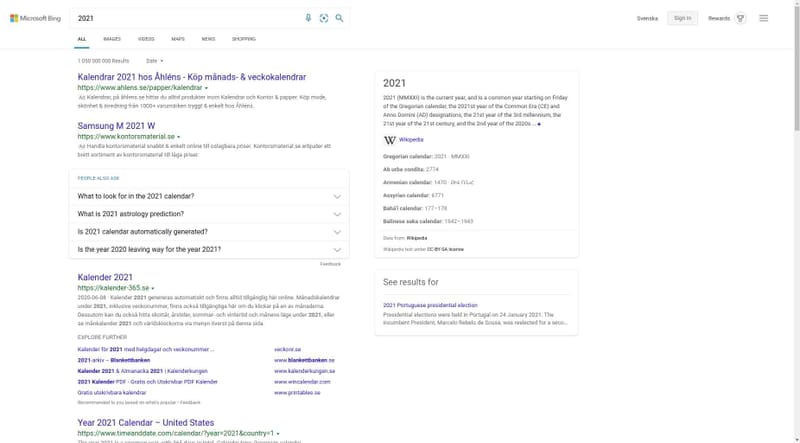 Microsoft Bing
2021
Svenska
Sign in
Rewards
ALL
IMAGES
VIDEOS
MAPS
NEWS
SHOPPING
1 050 000 000 Results
Date
Kalendrar 2021 hos Åhléns - Köp månads- & veckokalendrar
https://www.ahlens.se/papper/kalendrar
Ad Kalendrar, på åhlens.se hittar du alltid produkter inom Kalendrar och Kontor & papper. Köp mode,
skönhet & inredning från 1000+ varumärken tryggt & enkelt hos Åhléns.
Samsung M 2021 W
https://www.kontorsmaterial.se
Ad Handla kontorsmaterial snabbt & enkelt online till oslagbara priser. Kontorsmaterial.se erbjuder ett
brett sortiment av kontorsmaterial till låga priser
PEOPLE ALSO ASK
What to look for in the 2021 calendar?
What is 2021 astrology prediction?
Is 2021 calendar automatically generated?
Is the year 2020 leaving way for the year 2021?
Feedback
Kalender 2021
https://kalender-365.se
2020-06-08 · Kalender 2021 genereras automatiskt och finns alltid tillgänglig här online. Månadskalendrar
under 2021, inklusive veckonummer, finns också tillgängliga här om du klickar på en av månaderna.
Dessutom kan du också hitta skottår, årstider, sommar- och vintertid och månens läge under 2021, eller
se månkalender 2021 och världsklockorna via menyn överst på denna sida.
EXPLORE FURTHER
Kalender för 2021 med helgdagar och veckonummer ...
veckonr.se
2021-arkiv – Blankettbanken
www.blankettbanken.se
Kalender 2021 & Almanacka 2021 | Kalenderkungen
www.kalenderkungen.se
2021 Kalender PDF - Gratis och Utskrivbar PDF Kalender
www.wincalendar.com
Gratis utskrivbara kalendrar
www.printables.se
Recommended to you based on what's popular • Feedback
Year 2021 Calendar – United States
https://www.timeanddate.com/calendar/?year=2021&country=1
2021
2021 (MMXXI) is the current year, and is a common year starting on Friday
of the Gregorian calendar, the 2021st year of the Common Era (CE) and
Anno Domini (AD) designations, the 21st year of the 3rd millennium, the
21st year of the 21st century, and the 2nd year of the 2020s ...
W Wikipedia
Gregorian calendar: 2021 · MMXXI
Ab urbe condita: 2774
Armenian calendar: 1470 ·
Assyrian calendar: 6771
Bahá'í calendar: 177–178
Balinese saka calendar: 1942–1943
Data from: Wikipedia
Wikipedia text under CC-BY-SA license
See results for
2021 Portuguese presidential election
Presidential elections were held in Portugal on 24 January 2021. The
incumbent President, Marcelo Rebelo de Sousa, was reelected for a seco...